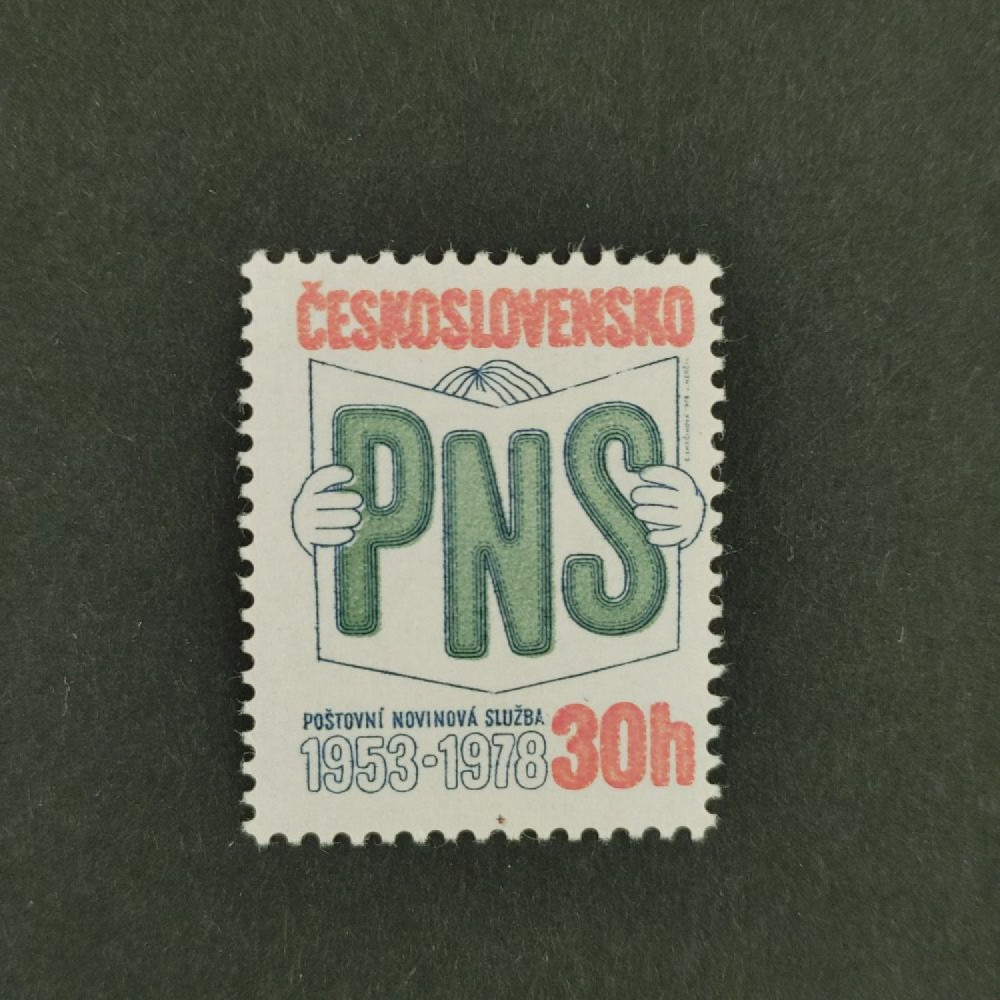 ČESKOSLOVENSKO
PNS
POŠTOVNÍ NOVINOVÁ SLUŽBA
1953-1978 30h